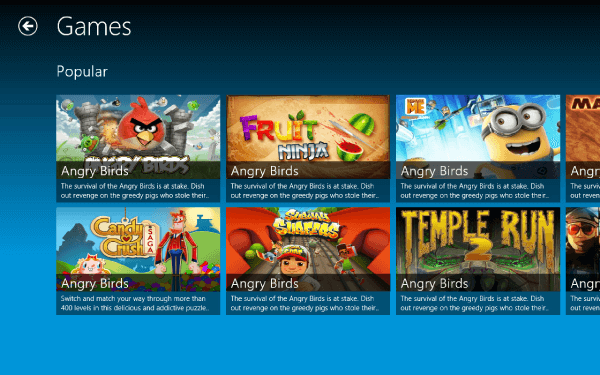 Games
Popular
ANGRY BIRDS
Angry Birds
The survival of the Angry Birds is at stake. Dish
out revenge on the greedy pigs who stole their..
FRUIT
NINJA
Angry Birds
The survival of the Angry Birds is at stake. Dish
out revenge on the greedy pigs who stole their..
ME
Angry Birds
The survival of the Angry Birds is at stake. Dish
out revenge on the greedy pigs who stole their..
MA
Angry
The surviv
out reveng
Candy
Crush
SAGA
Angry Birds
Switch and match your way through more than
400 levels in this delicious and addictive puzzle..
SUBWAY
SURFERS
Angry Birds
The survival of the Angry Birds is at stake. Dish
out revenge on the greedy pigs who stole their..
TEMPLE RUN
2
Angry Birds
The survival of the Angry Birds is at stake. Dish
out revenge on the greedy pigs who stole their..
Angry
The surviv
out reveng